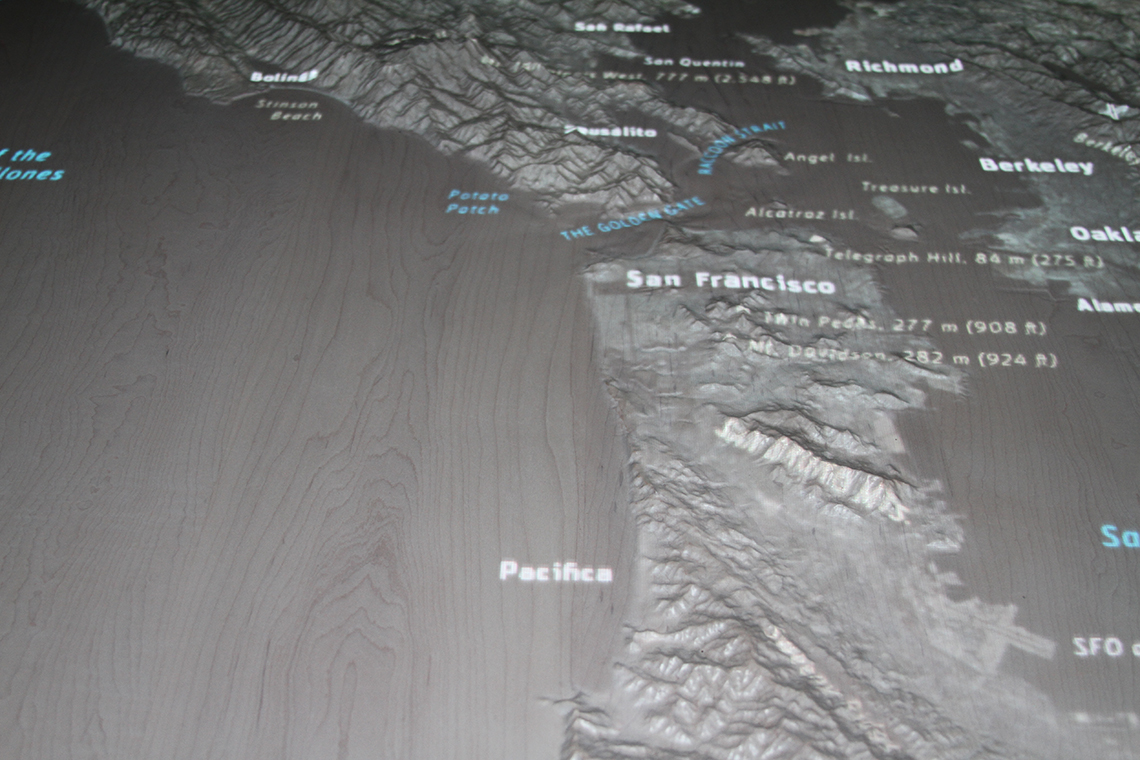 San Rafael
San Quentin
West, 777 m (2,548 ft)
Richmond
Bolinas
Stinson
Beach
Sausalito
RACCOON STRAIT
Angel Isl.
Berkeley
Berkeley
f the
llones
Treasure Isl.
Potato
Patch
Alcatraz Isl.
THE GOLDEN GATE
Oakla
Telegraph Hill, 84 m (275 ft)
San Francisco
Alame
Twin Peaks, 277 m (908 ft)
Mt. Davidson, 282 m (924 ft)
Sa
Pacifica
SFO